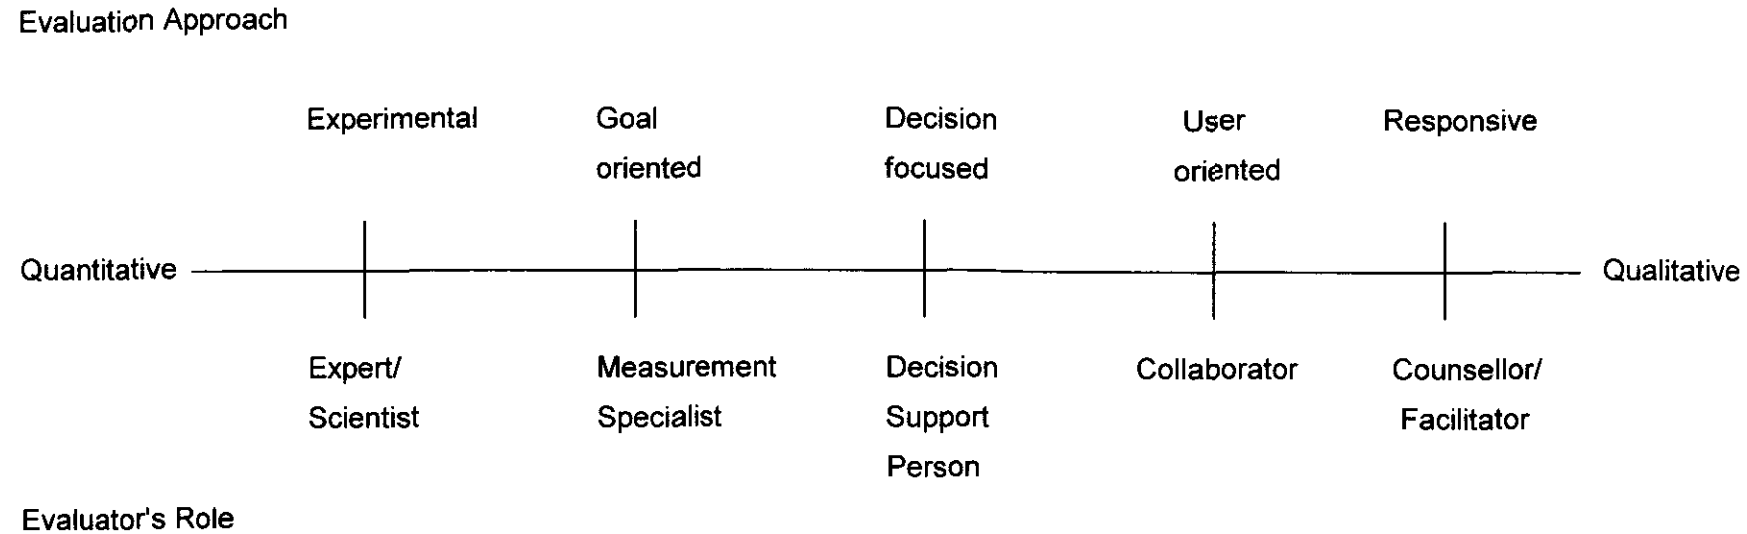 Evaluation Approach
Experimental Goal Decision User Responsive
oriented focused oriented
Quantitative Qualitative
Expert/ Measurement Decision Collaborator Counsellor/
Scientist Specialist Support Facilitator
Person
Evaluator's Role